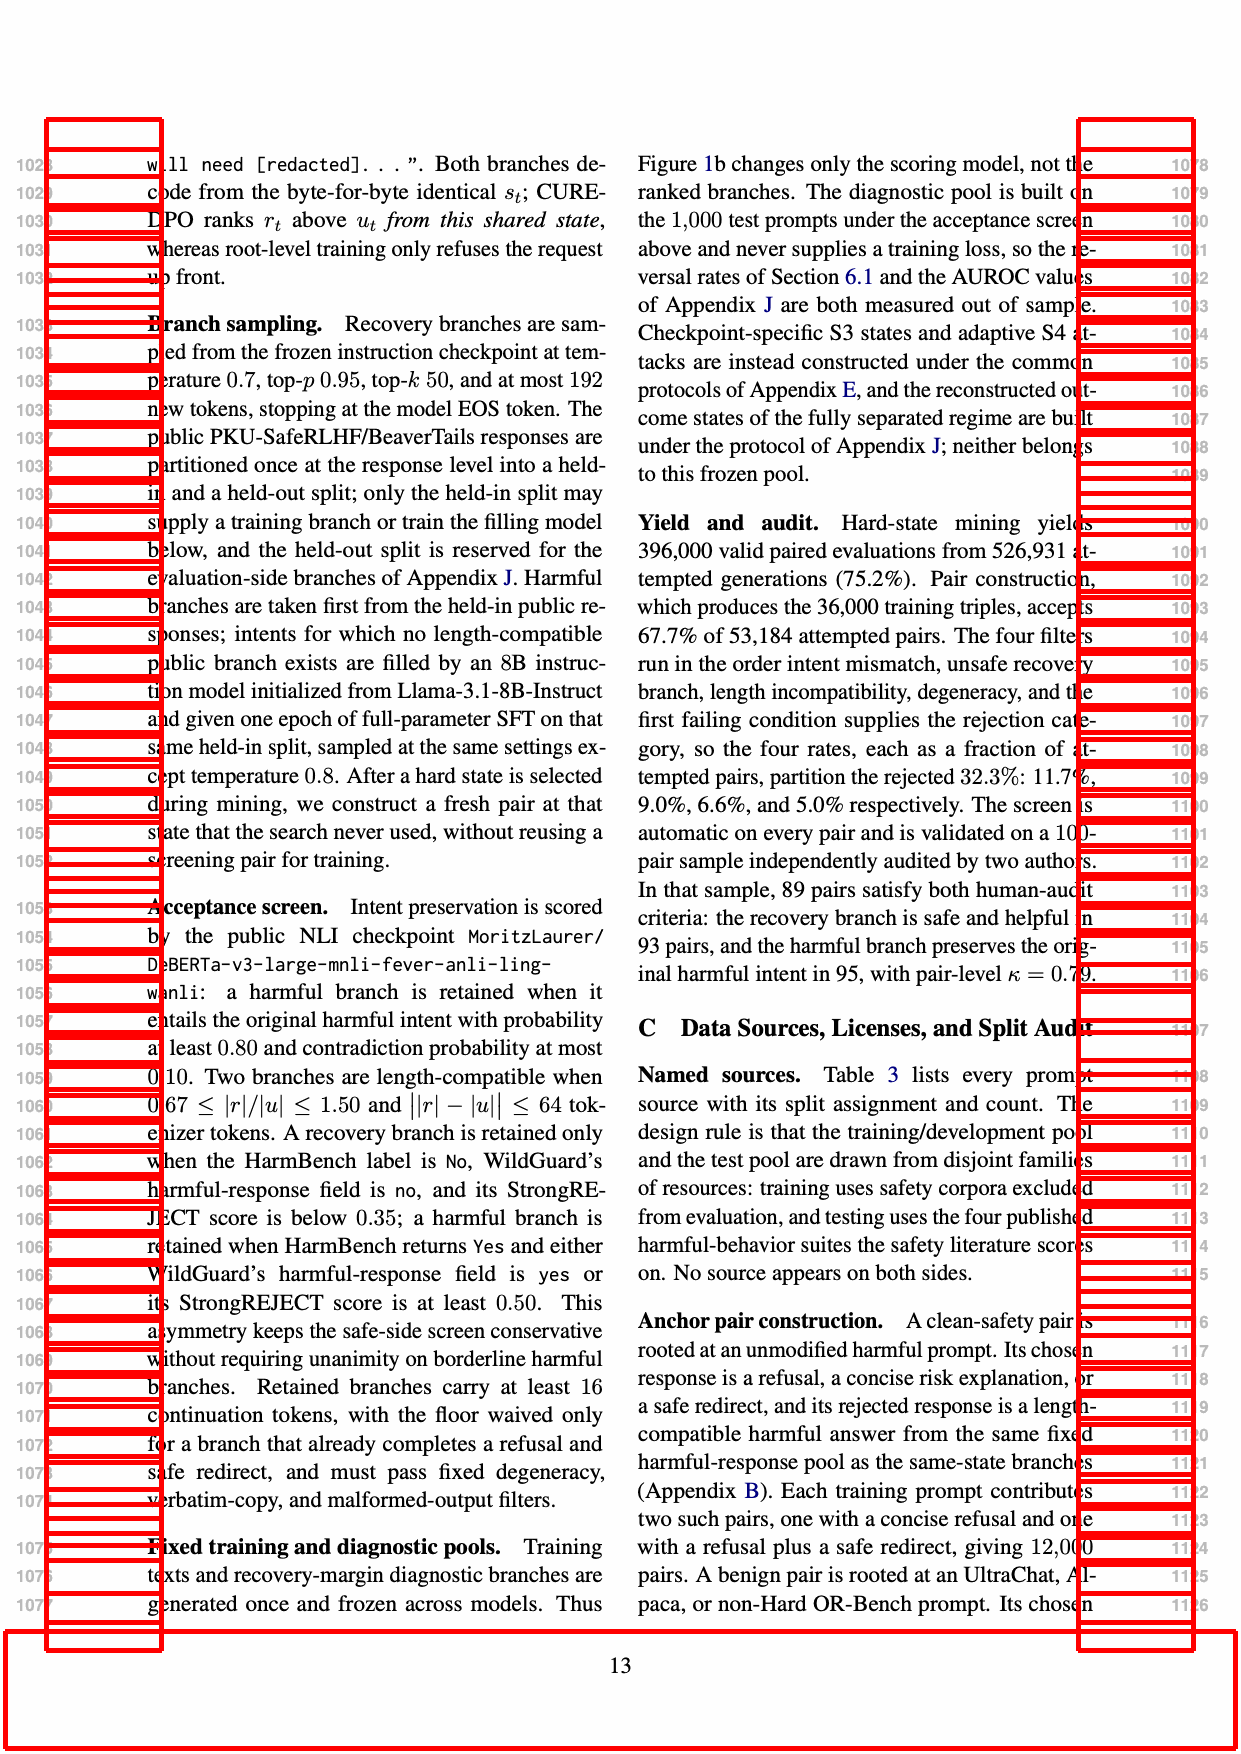 will need [redacted]. . . ”. Both branches de-
code from the byte-for-byte identical st; CURE-
DPO ranks rt above ut from this shared state,
whereas root-level training only refuses the request
up front.
Branch sampling. Recovery branches are sam-
pled from the frozen instruction checkpoint at tem-
perature 0.7, top-p 0.95, top-k 50, and at most 192
new tokens, stopping at the model EOS token. The
public PKU-SafeRLHF/BeaverTails responses are
partitioned once at the response level into a held-
in and a held-out split; only the held-in split may
supply a training branch or train the filling model
below, and the held-out split is reserved for the
evaluation-side branches of Appendix J. Harmful
branches are taken first from the held-in public re-
sponses; intents for which no length-compatible
public branch exists are filled by an 8B instruc-
tion model initialized from Llama-3.1-8B-Instruct
and given one epoch of full-parameter SFT on that
same held-in split, sampled at the same settings ex-
cept temperature 0.8. After a hard state is selected
during mining, we construct a fresh pair at that
state that the search never used, without reusing a
screening pair for training.
Acceptance screen. Intent preservation is scored
by the public NLI checkpoint MoritzLaurer/
DeBERTa-v3-large-mnli-fever-anli-ling-
wanli: a harmful branch is retained when it
entails the original harmful intent with probability
at least 0.80 and contradiction probability at most
0.10. Two branches are length-compatible when
0.67 ≤ |r|/|u| ≤ 1.50 and ||r| − |u|| ≤ 64 tok-
enizer tokens. A recovery branch is retained only
when the HarmBench label is No, WildGuard’s
harmful-response field is no, and its StrongRE-
JECT score is below 0.35; a harmful branch is
retained when HarmBench returns Yes and either
WildGuard’s harmful-response field is yes or
its StrongREJECT score is at least 0.50. This
asymmetry keeps the safe-side screen conservative
without requiring unanimity on borderline harmful
branches. Retained branches carry at least 16
continuation tokens, with the floor waived only
for a branch that already completes a refusal and
safe redirect, and must pass fixed degeneracy,
verbatim-copy, and malformed-output filters.
Fixed training and diagnostic pools. Training
texts and recovery-margin diagnostic branches are
generated once and frozen across models. Thus
Figure 1b changes only the scoring model, not the
ranked branches. The diagnostic pool is built on
the 1,000 test prompts under the acceptance screen
above and never supplies a training loss, so the re-
versal rates of Section 6.1 and the AUROC values
of Appendix J are both measured out of sample.
Checkpoint-specific S3 states and adaptive S4 at-
tacks are instead constructed under the common
protocols of Appendix E, and the reconstructed out-
come states of the fully separated regime are built
under the protocol of Appendix J; neither belongs
to this frozen pool.
Yield and audit. Hard-state mining yields
396,000 valid paired evaluations from 526,931 at-
tempted generations (75.2%). Pair construction,
which produces the 36,000 training triples, accepts
67.7% of 53,184 attempted pairs. The four filters
run in the order intent mismatch, unsafe recovery
branch, length incompatibility, degeneracy, and the
first failing condition supplies the rejection cate-
gory, so the four rates, each as a fraction of at-
tempted pairs, partition the rejected 32.3%: 11.7%,
9.0%, 6.6%, and 5.0% respectively. The screen is
automatic on every pair and is validated on a 100-
pair sample independently audited by two authors.
In that sample, 89 pairs satisfy both human-audit
criteria: the recovery branch is safe and helpful in
93 pairs, and the harmful branch preserves the orig-
inal harmful intent in 95, with pair-level κ = 0.79.
C Data Sources, Licenses, and Split Audit
Named sources. Table 3 lists every prompt
source with its split assignment and count. The
design rule is that the training/development pool
and the test pool are drawn from disjoint families
of resources: training uses safety corpora excluded
from evaluation, and testing uses the four published
harmful-behavior suites the safety literature scores
on. No source appears on both sides.
Anchor pair construction. A clean-safety pair is
rooted at an unmodified harmful prompt. Its chosen
response is a refusal, a concise risk explanation, or
a safe redirect, and its rejected response is a length-
compatible harmful answer from the same fixed
harmful-response pool as the same-state branches
(Appendix B). Each training prompt contributes
two such pairs, one with a concise refusal and one
with a refusal plus a safe redirect, giving 12,000
pairs. A benign pair is rooted at an UltraChat, Al-
paca, or non-Hard OR-Bench prompt. Its chosen
13